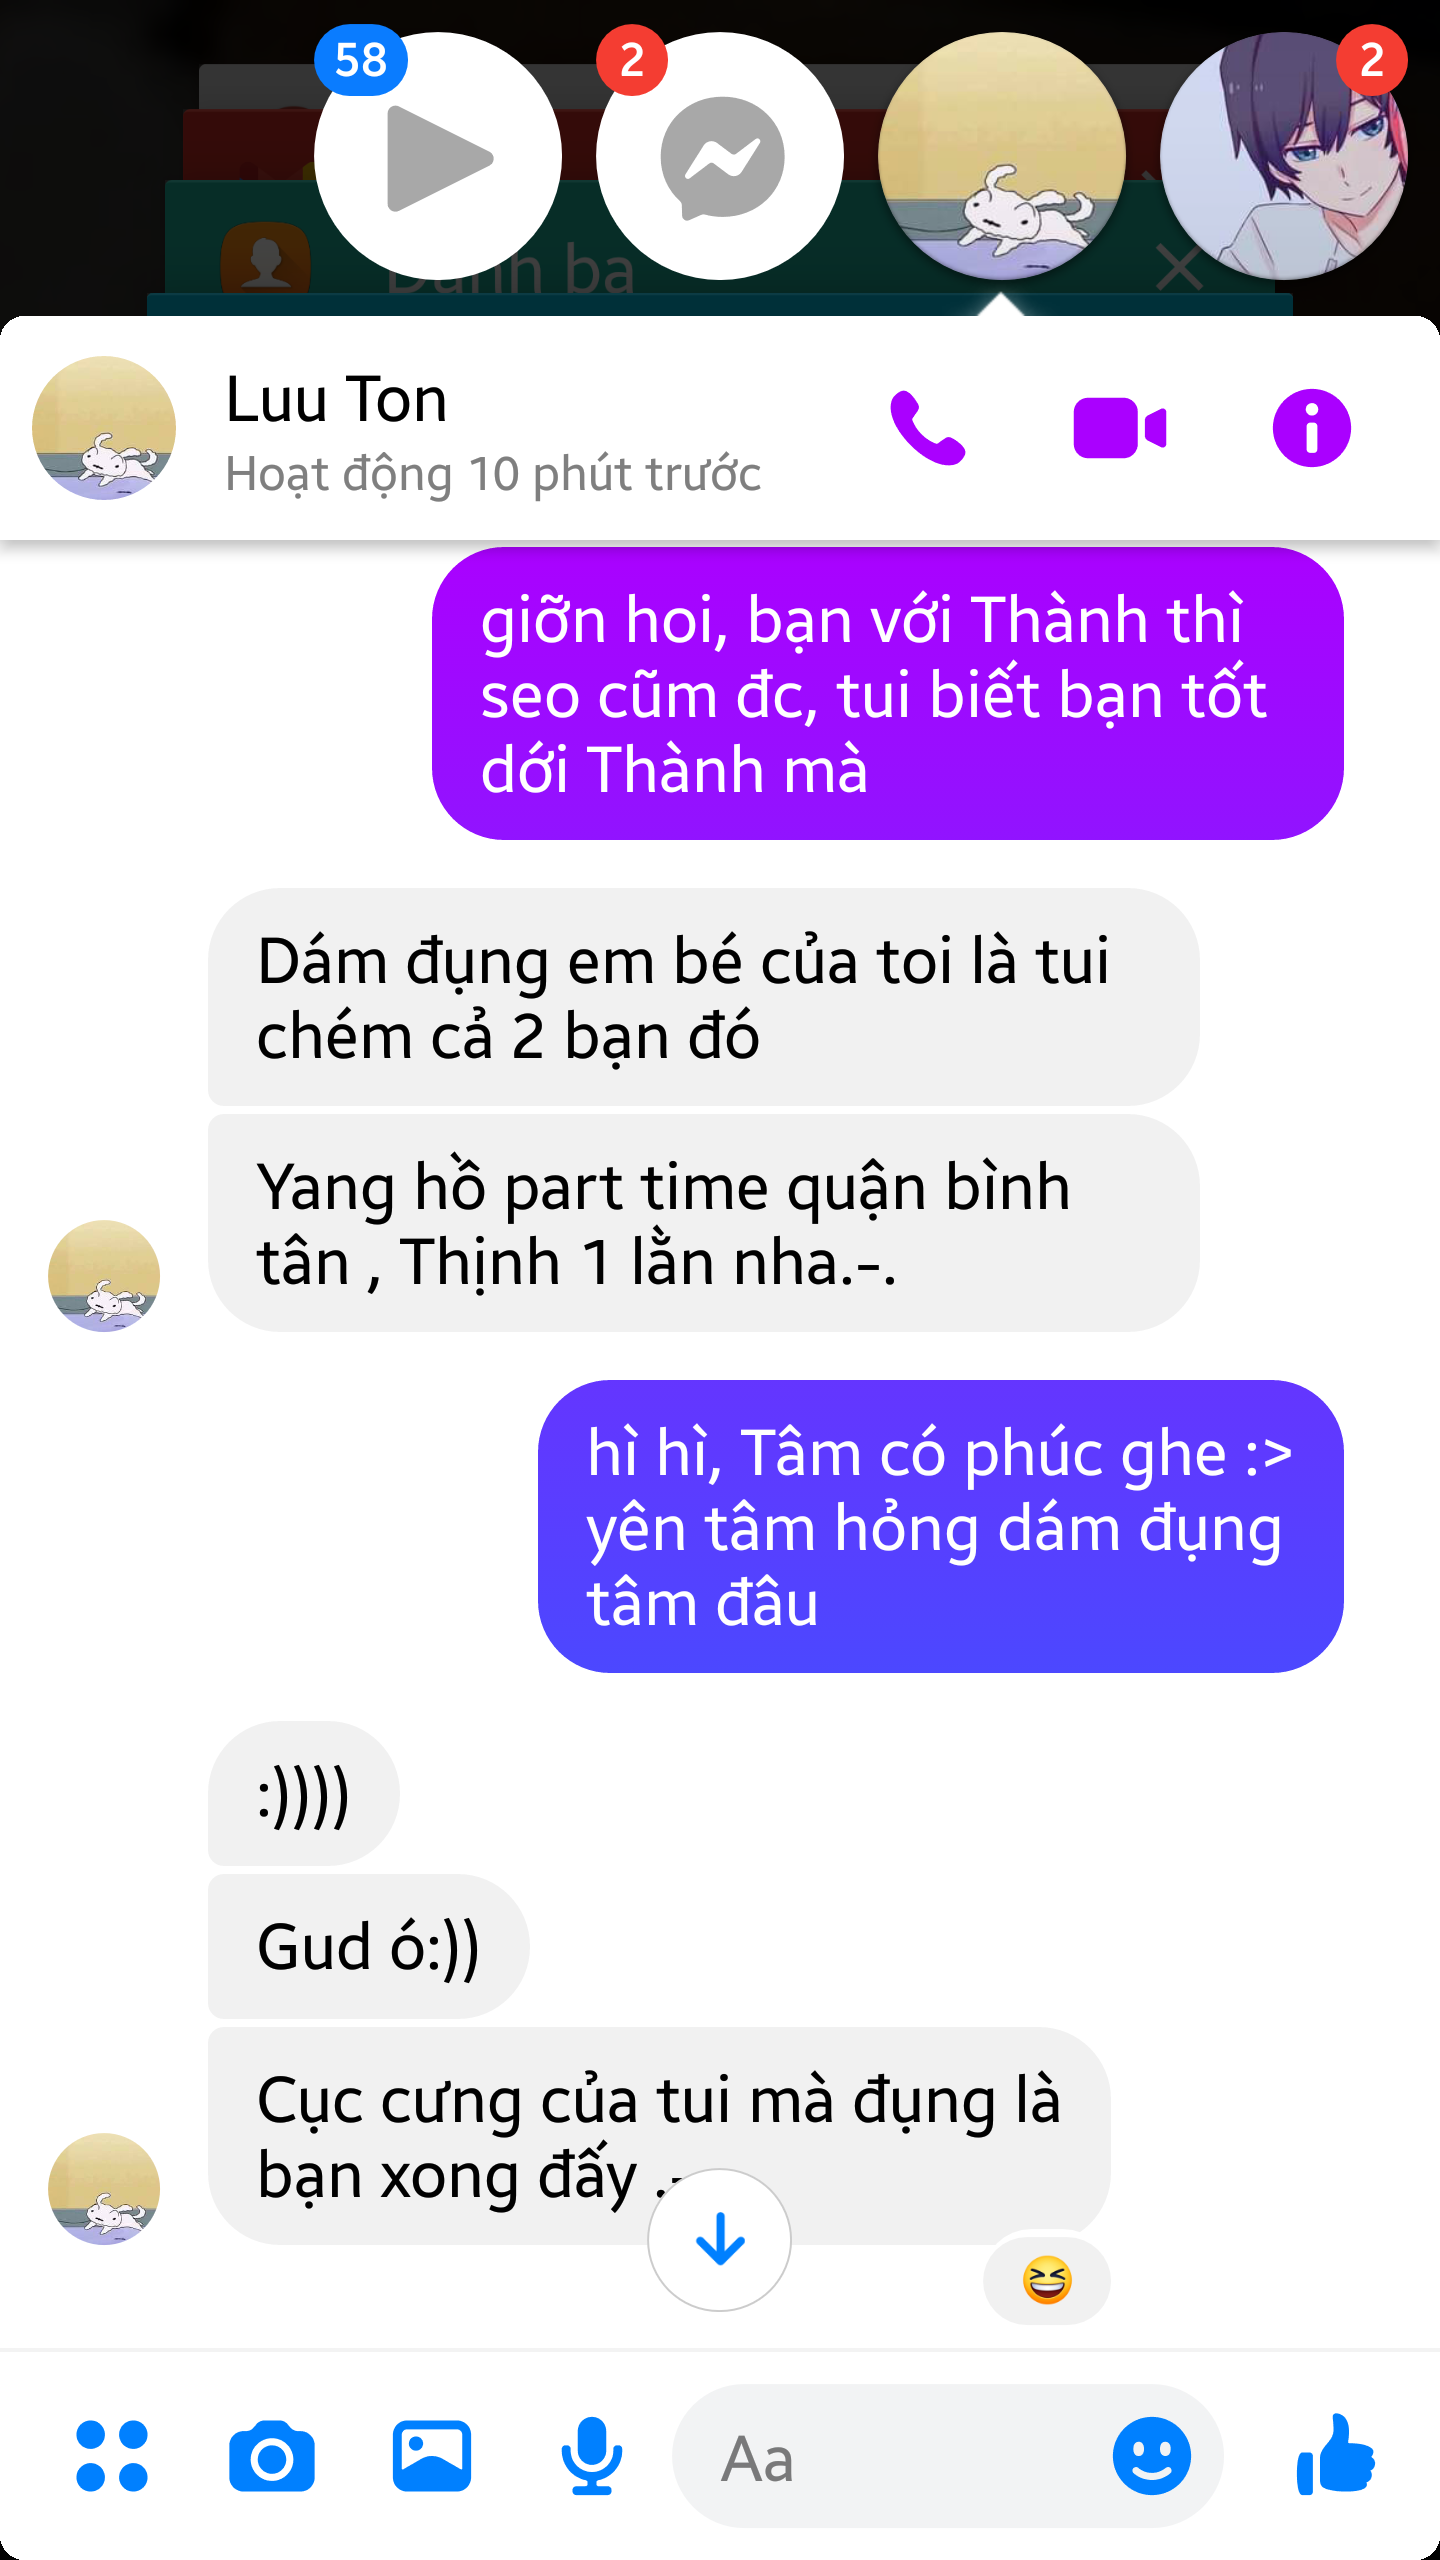 58
2
2
Danh bạ
Luu Ton
Hoạt động 10 phút trước
giỡn hoi, bạn với Thành thì
seo cũm đc, tui biết bạn tốt
dới Thành mà
Dám đụng em bé của toi là tui
chém cả 2 bạn đó
Yang hồ part time quận bình
tân , Thịnh 1 lằn nha.-.
hì hì, Tâm có phúc ghe :>
yên tâm hỏng dám đụng
tâm đâu
:))))
Gud ó:))
Cục cưng của tui mà đụng là
bạn xong đấy .-
Aa